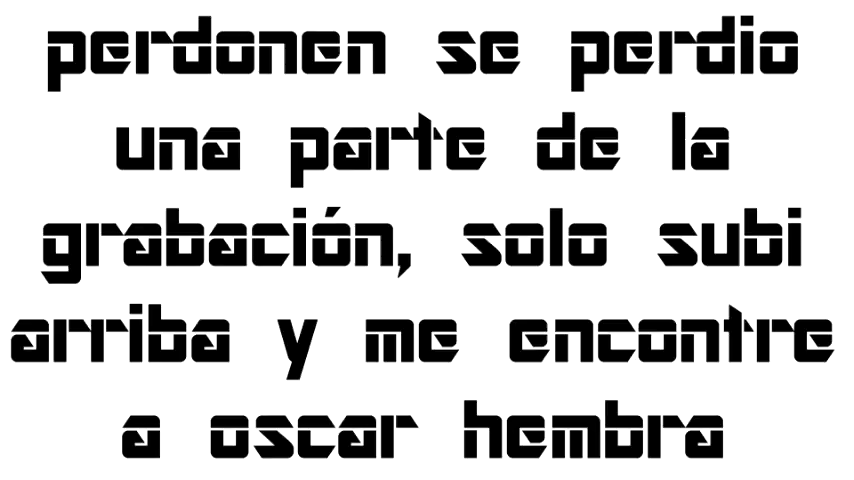 perdonen se perdio
una parte de la
grabación, solo subi
arriba y me encontre
a oscar hembra